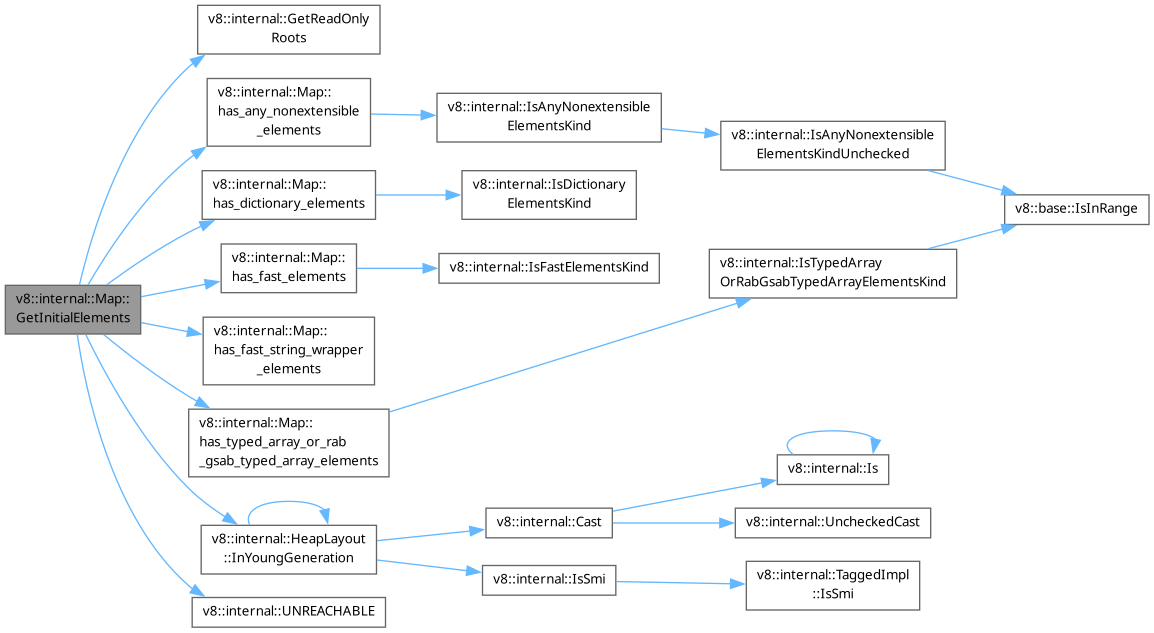 v8::internal::GetReadOnly
Roots
v8::internal::Map::
has_any_nonextensible
_elements
v8::internal::IsAnyNonextensible
ElementsKind
v8::internal::IsAnyNonextensible
ElementsKindUnchecked
v8::internal::Map::
has_dictionary_elements
v8::internal::IsDictionary
ElementsKind
v8::base::IsInRange
v8::internal::Map::
has_fast_elements
v8::internal::IsFastElementsKind
v8::internal::IsTypedArray
OrRabGsabTypedArrayElementsKind
v8::internal::Map::
GetInitialElements
v8::internal::Map::
has_fast_string_wrapper
_elements
v8::internal::Map::
has_typed_array_or_rab
_gsab_typed_array_elements
v8::internal::Is
v8::internal::HeapLayout
::InYoungGeneration
v8::internal::Cast
v8::internal::UncheckedCast
v8::internal::IsSmi
v8::internal::TaggedImpl
::IsSmi
v8::internal::UNREACHABLE